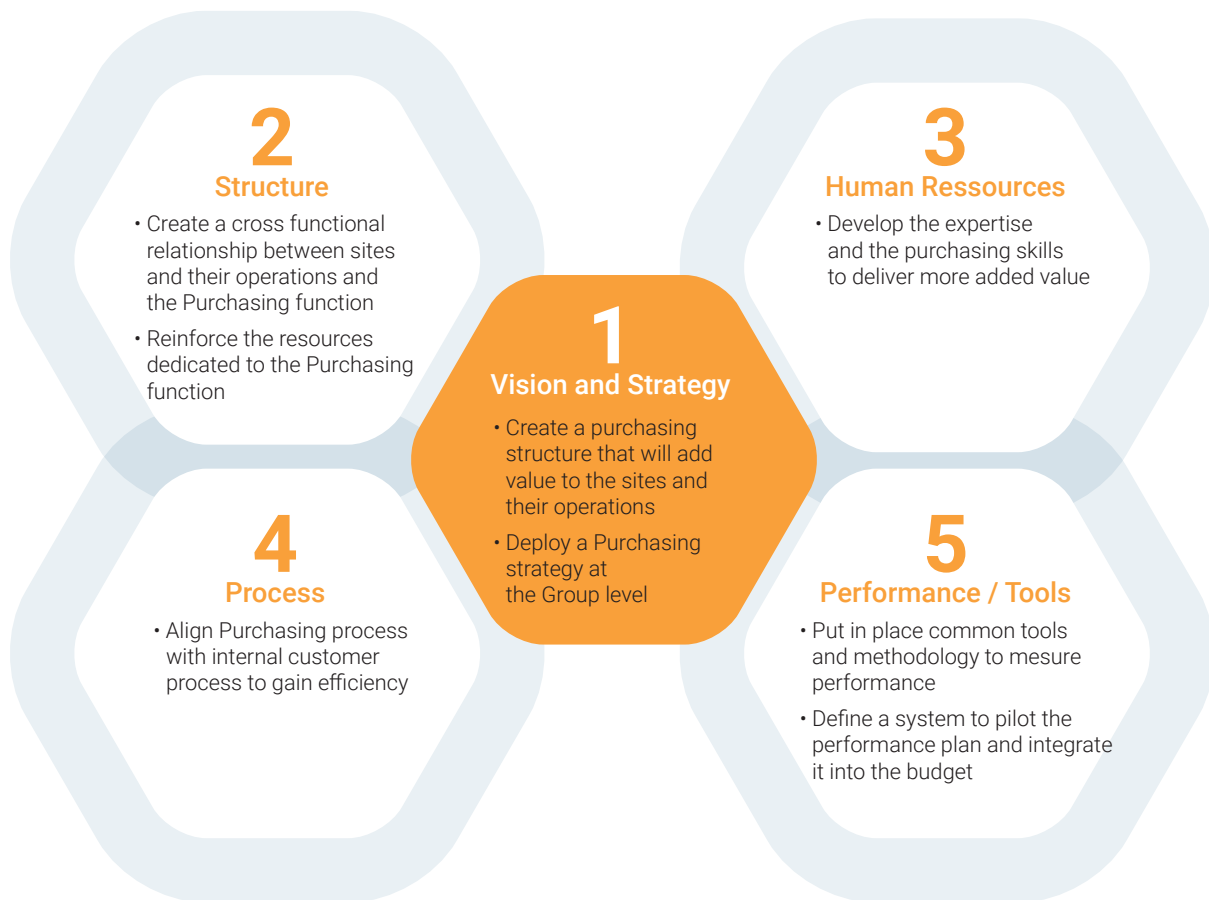 2
Structure
• Create a cross functional
relationship between sites
and their operations and
the Purchasing function
• Reinforce the resources
dedicated to the Purchasing
function
3
Human Ressources
• Develop the expertise
and the purchasing skills
to deliver more added value
1
Vision and Strategy
• Create a purchasing
structure that will add
value to the sites and
their operations
• Deploy a Purchasing
strategy at
the Group level
4
Process
• Align Purchasing process
with internal customer
process to gain efficiency
5
Performance / Tools
• Put in place common tools
and methodology to mesure
performance
• Define a system to pilot the
performance plan and integrate
it into the budget